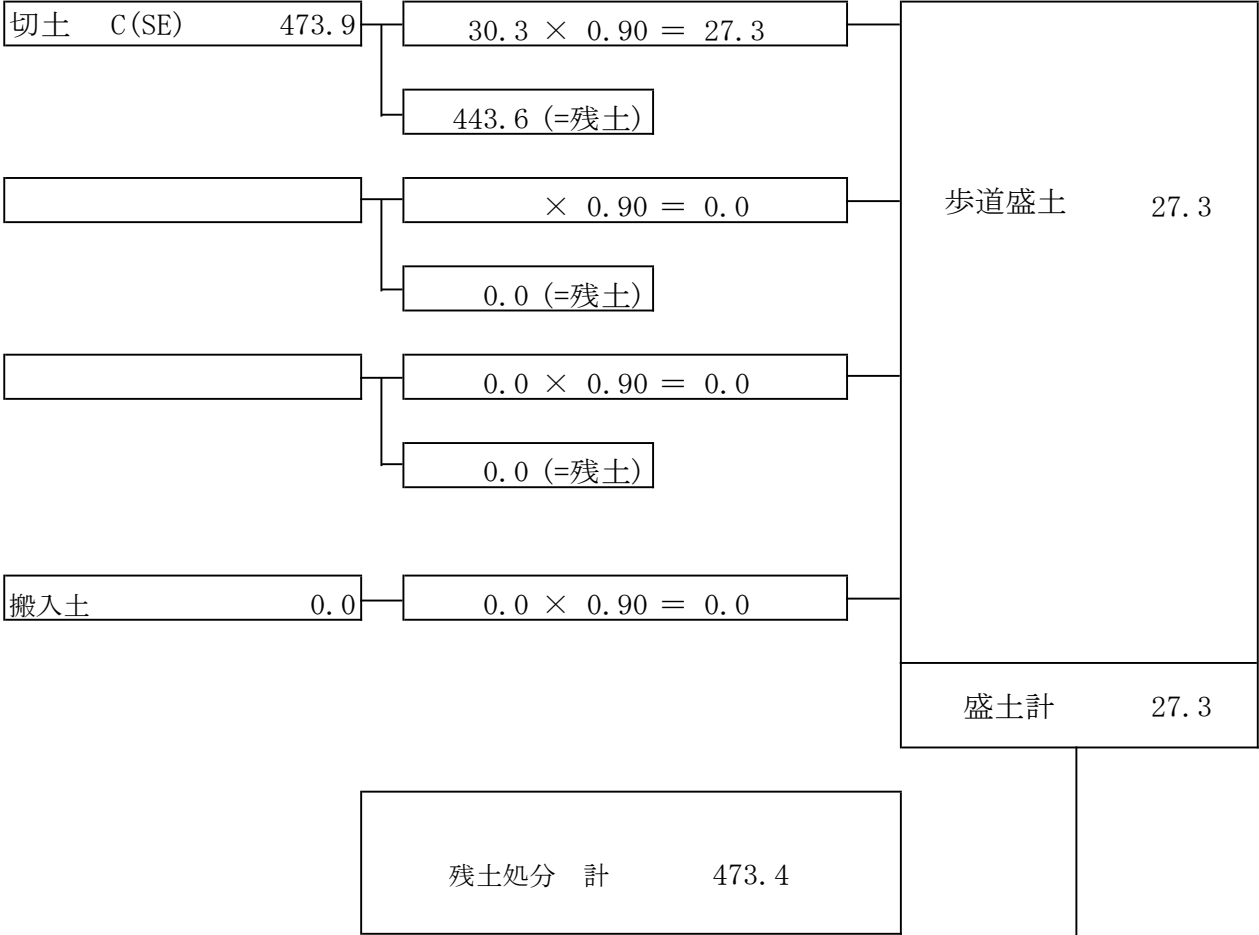 切土 C(SE) 473.9
30.3 × 0.90 ＝ 27.3
443.6 (=残土)
× 0.90 ＝ 0.0
歩道盛土 27.3
0.0 (=残土)
0.0 × 0.90 ＝ 0.0
0.0 (=残土)
搬入土 0.0
0.0 × 0.90 ＝ 0.0
盛土計 27.3
残土処分 計 473.4